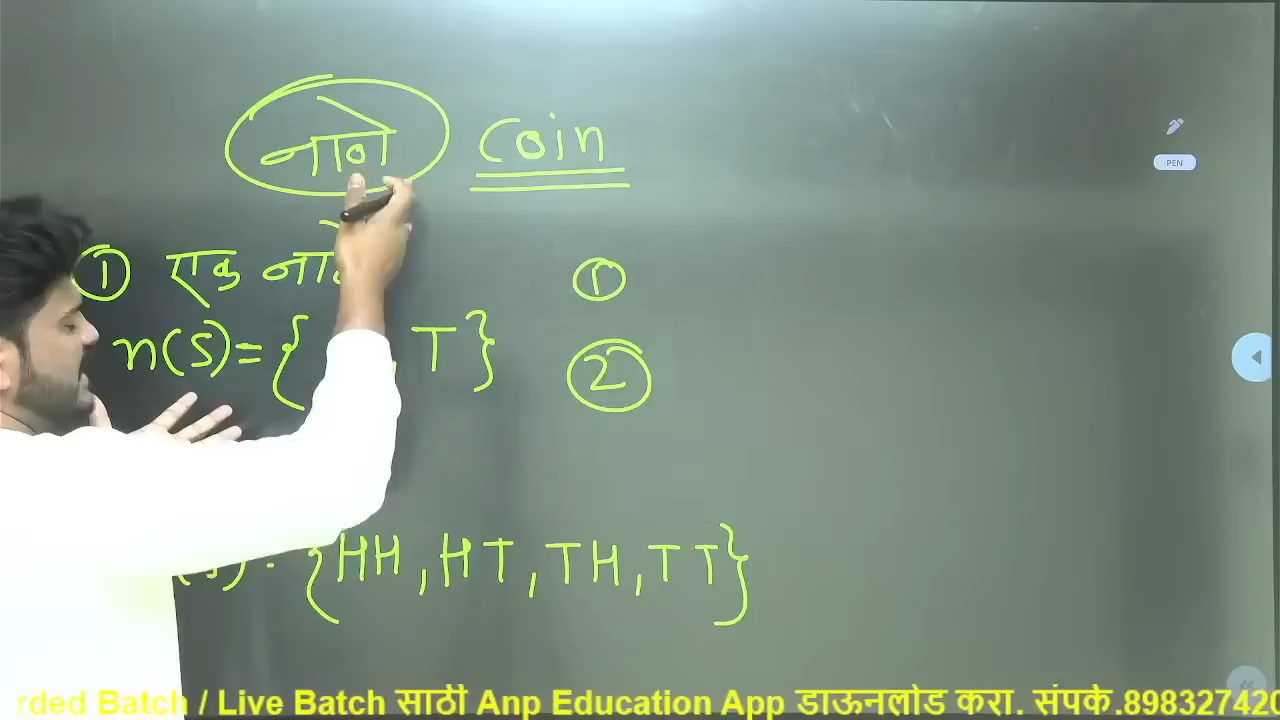 नाणे Coin
PEN
① एक
①
n(S)={ , T }
②
{HH, HT, TH, TT}
rded Batch / Live Batch साठी Anp Education App डाऊनलोड करा. संपर्क.898327420